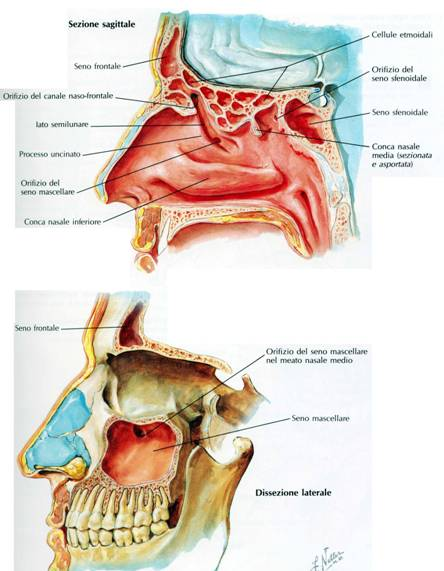 Sezione sagittale
Cellule etmoidali
Seno frontale
Orifizio del
seno sfenoidale
Orifizio del canale naso-frontale
Seno sfenoidale
Iato semilunare
Conca nasale
media (sezionata
e asportata)
Processo uncinato
Orifizio del
seno mascellare
Conca nasale inferiore
Seno frontale
Orifizio del seno mascellare
nel meato nasale medio
Seno mascellare
Dissezione laterale
F. Netter